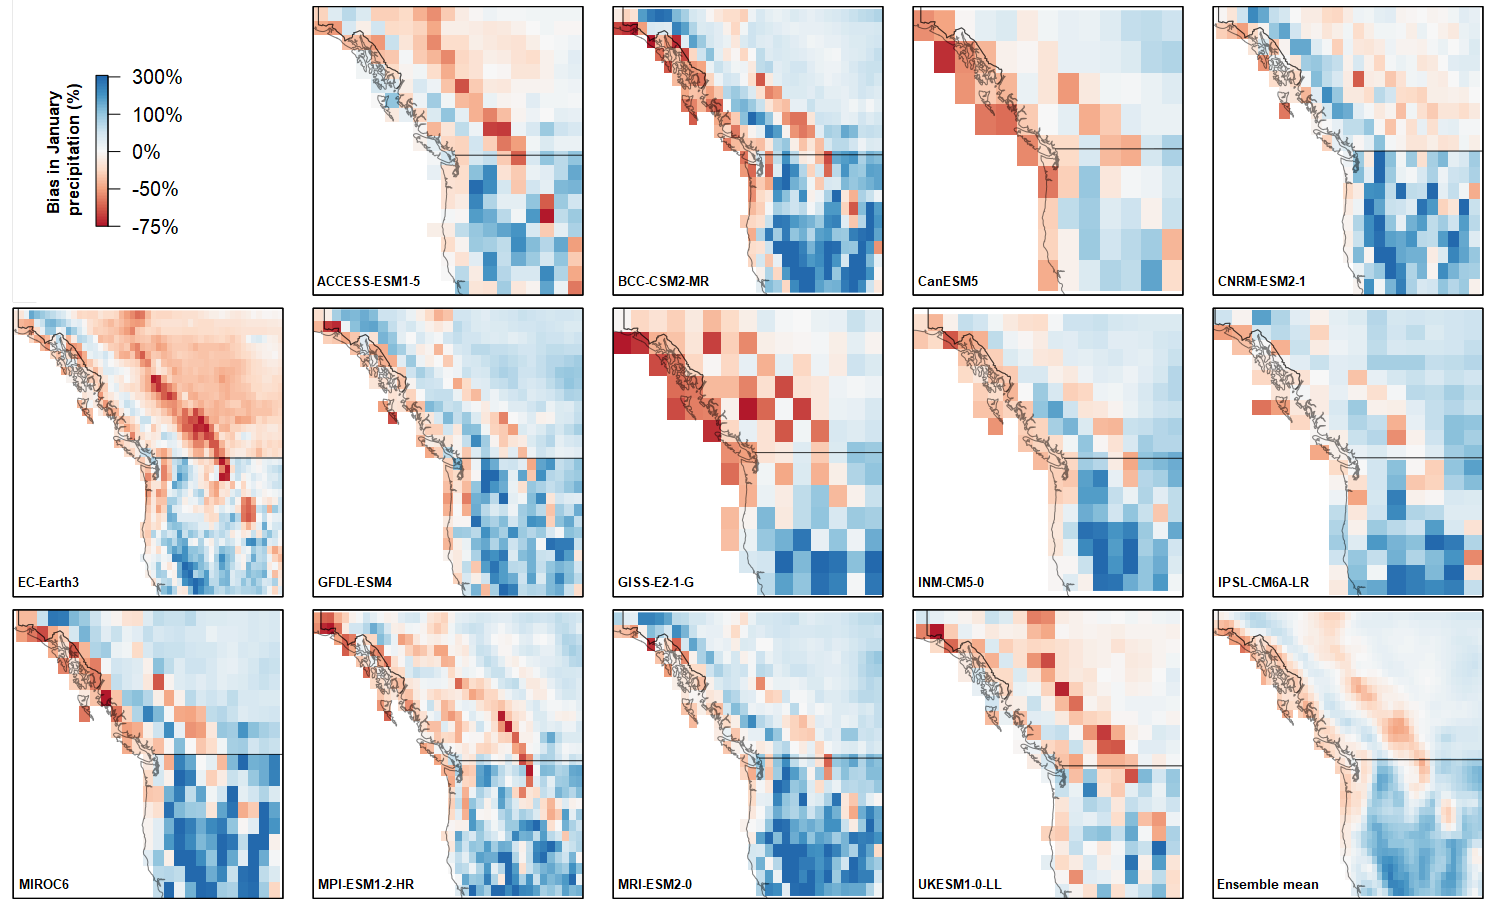 Bias in January
precipitation (%)
300%
100%
0%
-50%
-75%
ACCESS-ESM1-5
BCC-CSM2-MR
CanESM5
CNRM-ESM2-1
EC-Earth3
GFDL-ESM4
GISS-E2-1-G
INM-CM5-0
IPSL-CM6A-LR
MIROC6
MPI-ESM1-2-HR
MRI-ESM2-0
UKESM1-0-LL
Ensemble mean